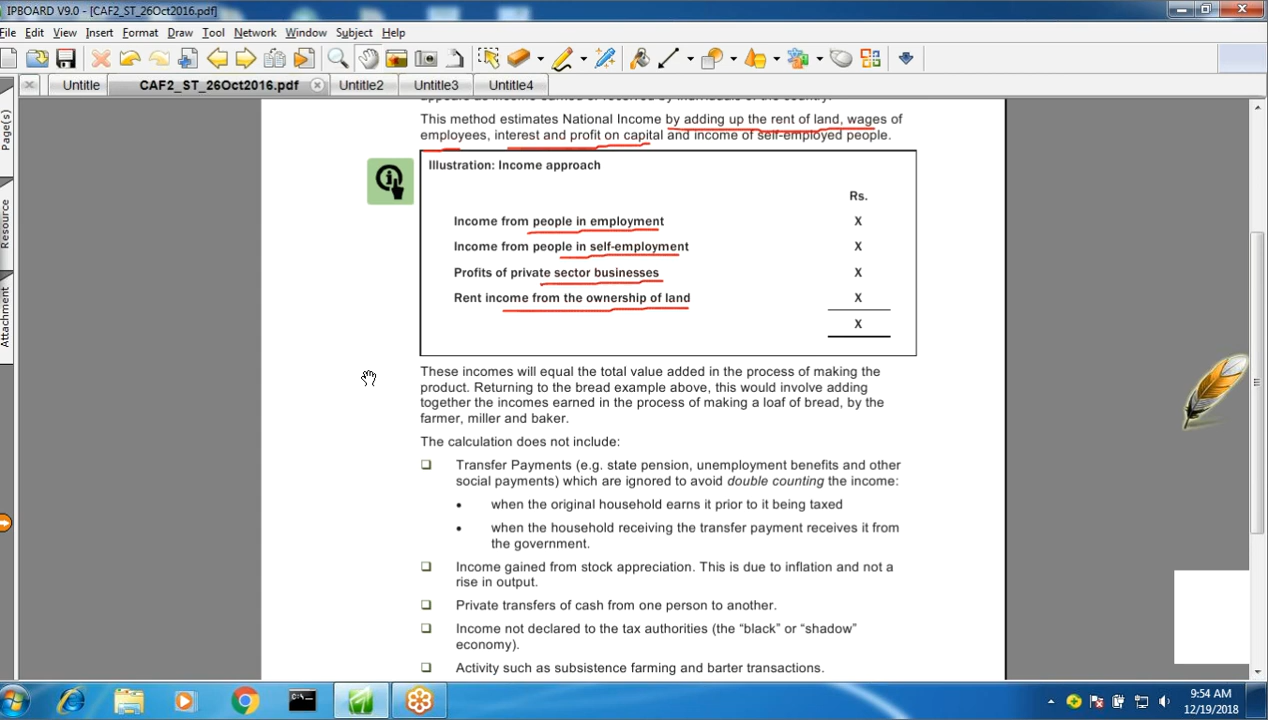 IPBOARD V9.0 - [CAF2_ST_26Oct2016.pdf]
File Edit View Insert Format Draw Tool Network Window Subject Help
Untitle CAF2_ST_26Oct2016.pdf Untitle2 Untitle3 Untitle4
Page(s)
Resource
Attachment
appears as income earned or received by individuals of the country.
This method estimates National Income by adding up the rent of land, wages of
employees, interest and profit on capital and income of self-employed people.
Illustration: Income approach
Rs.
Income from people in employment X
Income from people in self-employment X
Profits of private sector businesses X
Rent income from the ownership of land X
X
These incomes will equal the total value added in the process of making the
product. Returning to the bread example above, this would involve adding
together the incomes earned in the process of making a loaf of bread, by the
farmer, miller and baker.
The calculation does not include:
❑ Transfer Payments (e.g. state pension, unemployment benefits and other
social payments) which are ignored to avoid double counting the income:
• when the original household earns it prior to it being taxed
• when the household receiving the transfer payment receives it from
the government.
❑ Income gained from stock appreciation. This is due to inflation and not a
rise in output.
❑ Private transfers of cash from one person to another.
❑ Income not declared to the tax authorities (the “black” or “shadow”
economy).
❑ Activity such as subsistence farming and barter transactions.
9:54 AM
12/19/2018